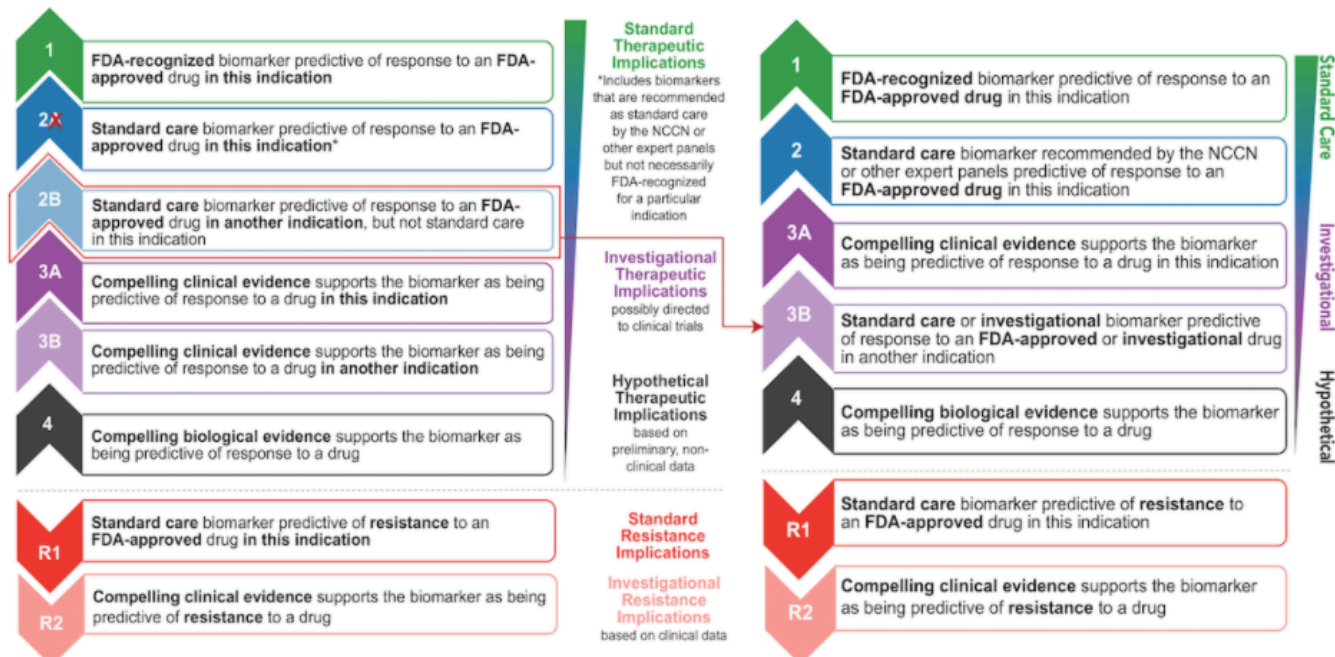 1
FDA-recognized biomarker predictive of response to an FDA-
approved drug in this indication
2A
Standard care biomarker predictive of response to an FDA-
approved drug in this indication*
2B
Standard care biomarker predictive of response to an FDA-
approved drug in another indication, but not standard care
in this indication
3A
Compelling clinical evidence supports the biomarker as being
predictive of response to a drug in this indication
3B
Compelling clinical evidence supports the biomarker as being
predictive of response to a drug in another indication
4
Compelling biological evidence supports the biomarker as
being predictive of response to a drug
R1
Standard care biomarker predictive of resistance to an
FDA-approved drug in this indication
R2
Compelling clinical evidence supports the biomarker as being
predictive of resistance to a drug
Standard
Therapeutic
Implications
*Includes biomarkers
that are recommended
as standard care
by the NCCN or
other expert panels
but not necessarily
FDA-recognized
for a particular
indication
Investigational
Therapeutic
Implications
possibly directed
to clinical trials
Hypothetical
Therapeutic
Implications
based on
preliminary, non-
clinical data
Standard
Resistance
Implications
Investigational
Resistance
Implications
based on clinical data
1
FDA-recognized biomarker predictive of response to an
FDA-approved drug in this indication
2
Standard care biomarker recommended by the NCCN
or other expert panels predictive of response to an
FDA-approved drug in this indication
3A
Compelling clinical evidence supports the biomarker
as being predictive of response to a drug in this indication
3B
Standard care or investigational biomarker predictive
of response to an FDA-approved or investigational drug
in another indication
4
Compelling biological evidence supports the biomarker
as being predictive of response to a drug
R1
Standard care biomarker predictive of resistance to
an FDA-approved drug in this indication
R2
Compelling clinical evidence supports the biomarker
as being predictive of resistance to a drug
Standard Care
Investigational
Hypothetical